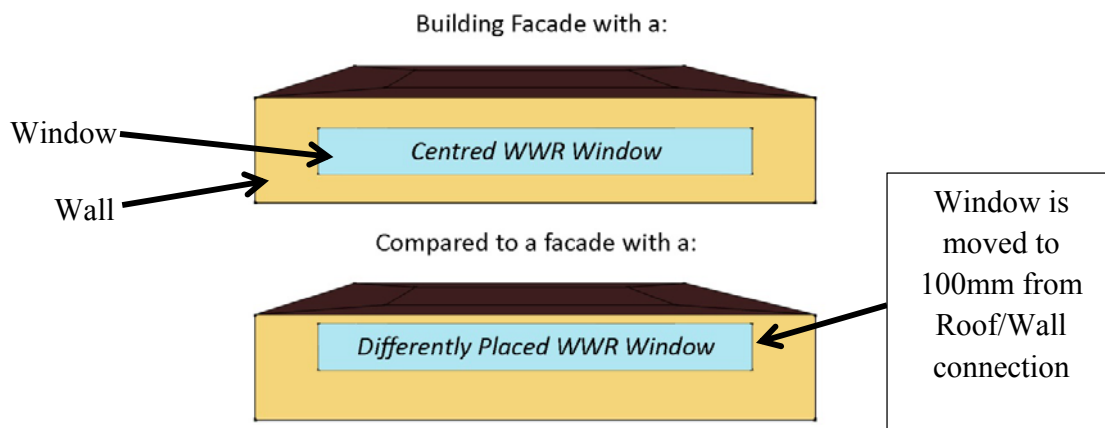 Building Facade with a:
Window
Centred WWR Window
Wall
Compared to a facade with a:
Differently Placed WWR Window
Window is
moved to
100mm from
Roof/Wall
connection